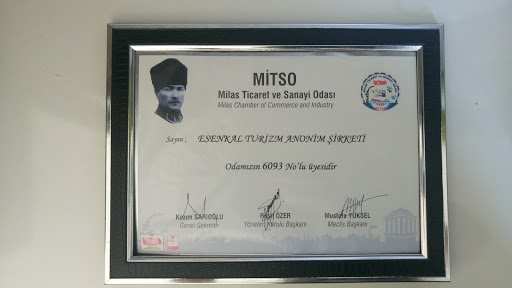 MİTSO
Milas Ticaret ve Sanayi Odası
Milas Chamber of Commerce and Industry
Sayın ; ESENKAL TURİZM ANONİM ŞİRKETİ
Odamızın 6093 No'lu üyesidir
Kazım SARIOĞLU
Genel Sekreter
Reşit ÖZER
Yönetim Kurulu Başkanı
Mustafa YÜKSEL
Meclis Başkanı